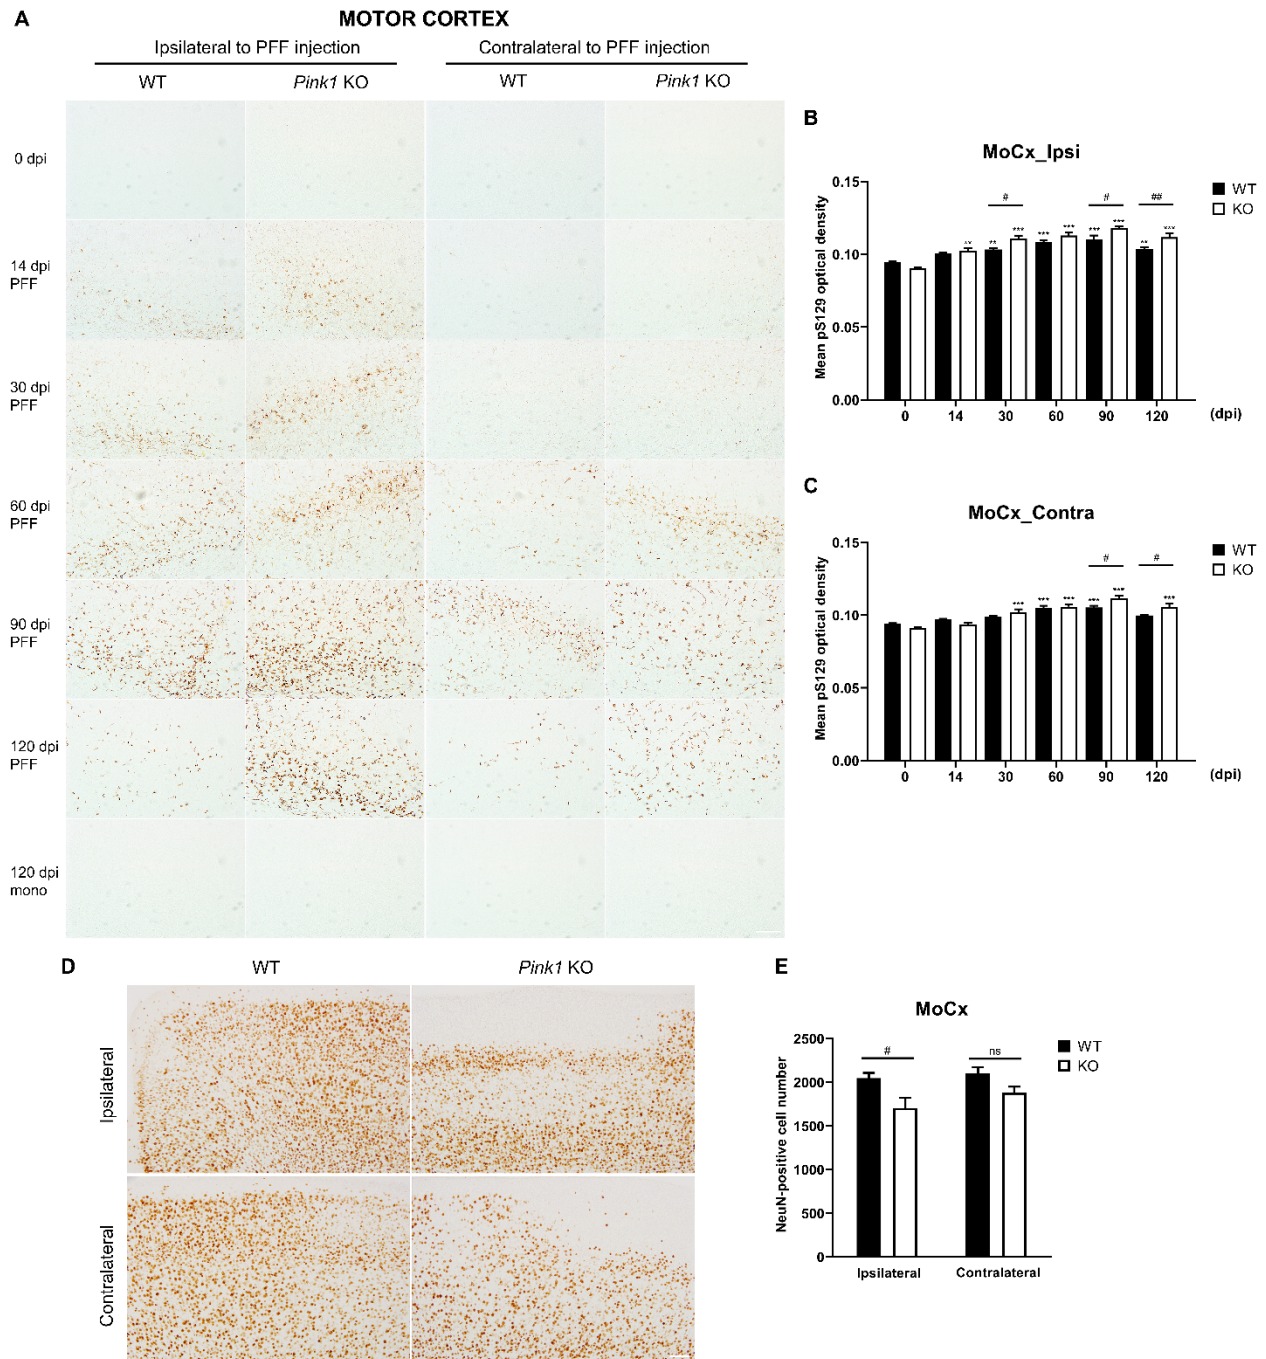 A
MOTOR CORTEX
Ipsilateral to PFF injection
Contralateral to PFF injection
WT
Pink1 KO
WT
Pink1 KO
0 dpi
14 dpi
PFF
30 dpi
PFF
60 dpi
PFF
90 dpi
PFF
120 dpi
PFF
120 dpi
mono
B
MoCx_Ipsi
Mean pS129 optical density
0.15
0.10
0.05
0.00
** ** *** *** *** *** *** ** ***
# # ##
0 14 30 60 90 120 (dpi)
WT
KO
C
MoCx_Contra
Mean pS129 optical density
0.15
0.10
0.05
0.00
*** *** *** *** *** ***
# #
0 14 30 60 90 120 (dpi)
WT
KO
D
WT
Pink1 KO
Ipsilateral
Contralateral
E
MoCx
NeuN-positive cell number
2500
2000
1500
1000
500
0
# ns
Ipsilateral Contralateral
WT
KO